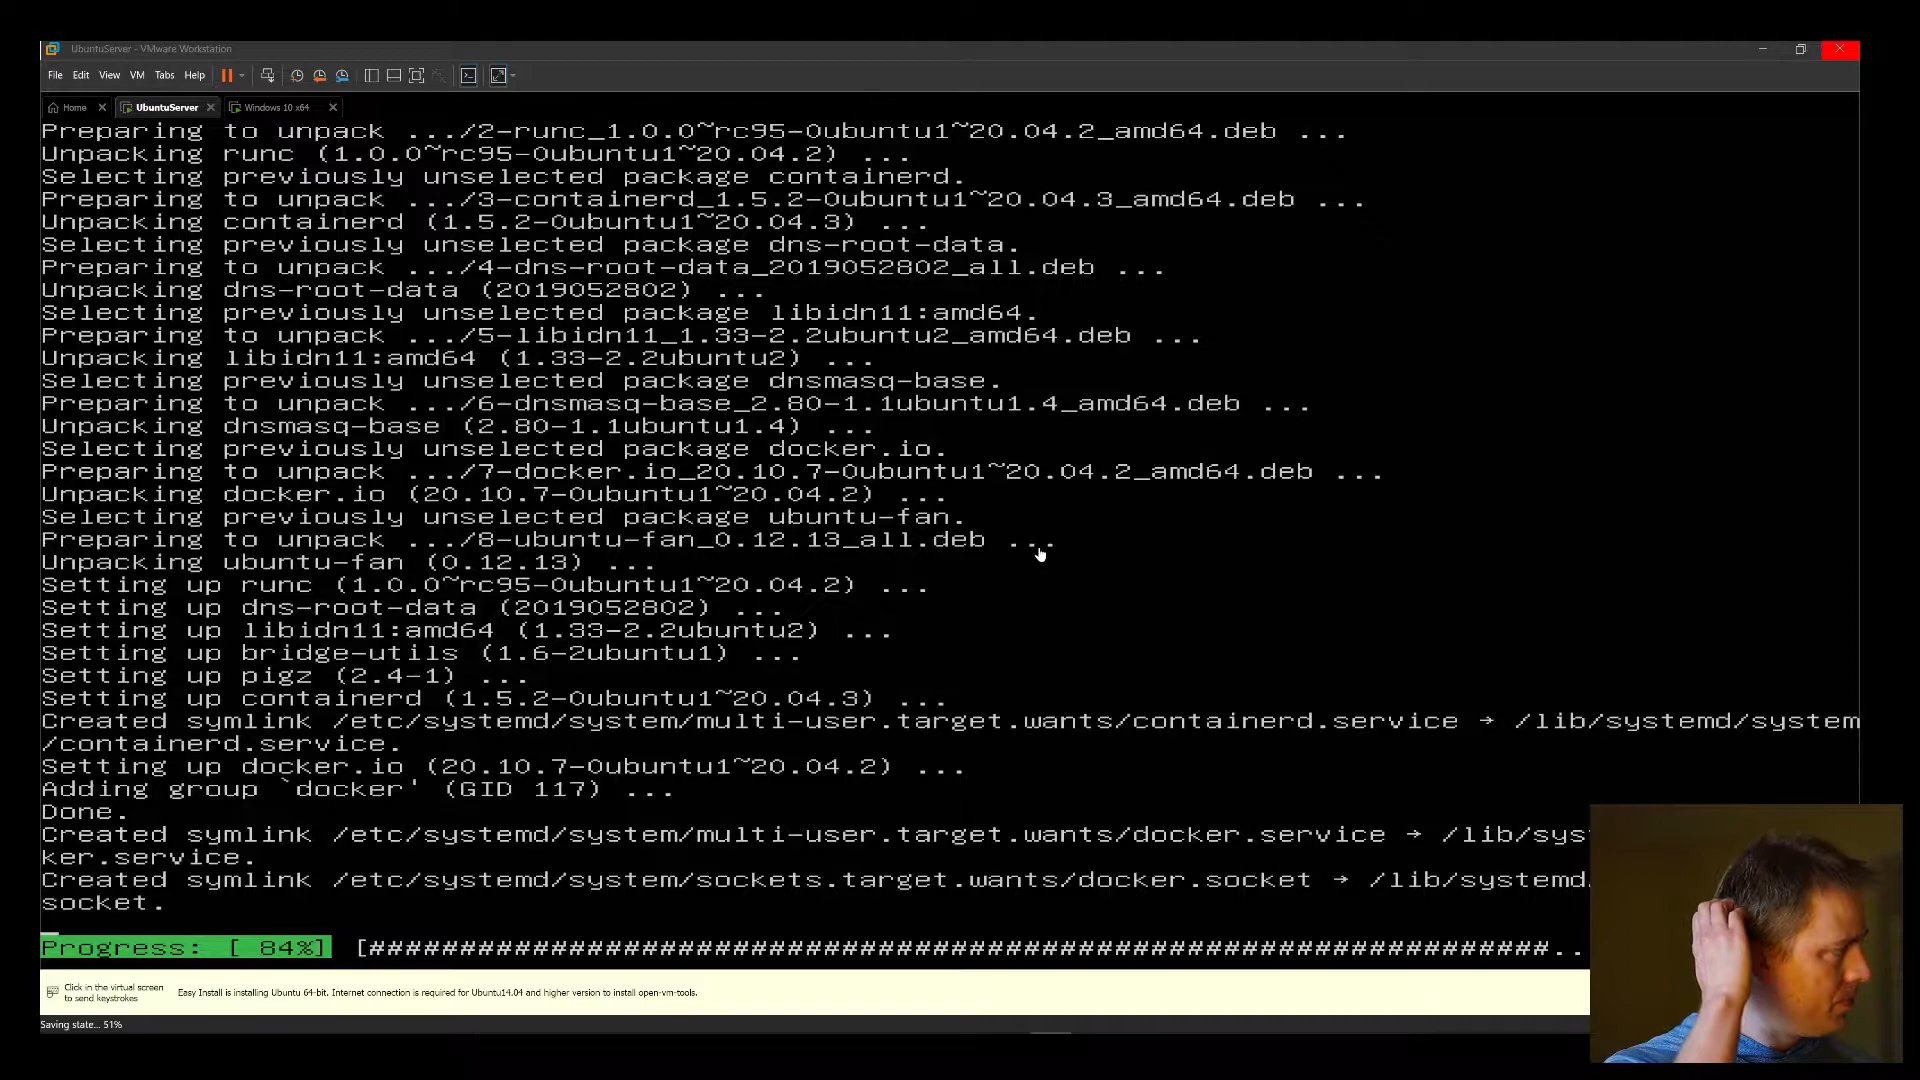 UbuntuServer - VMware Workstation
File Edit View VM Tabs Help
Home UbuntuServer Windows 10 x64
Preparing to unpack .../2-runc_1.0.0~rc95-0ubuntu1~20.04.2_amd64.deb ...
Unpacking runc (1.0.0~rc95-0ubuntu1~20.04.2) ...
Selecting previously unselected package containerd.
Preparing to unpack .../3-containerd_1.5.2-0ubuntu1~20.04.3_amd64.deb ...
Unpacking containerd (1.5.2-0ubuntu1~20.04.3) ...
Selecting previously unselected package dns-root-data.
Preparing to unpack .../4-dns-root-data_2019052802_all.deb ...
Unpacking dns-root-data (2019052802) ...
Selecting previously unselected package libidn11:amd64.
Preparing to unpack .../5-libidn11_1.33-2.2ubuntu2_amd64.deb ...
Unpacking libidn11:amd64 (1.33-2.2ubuntu2) ...
Selecting previously unselected package dnsmasq-base.
Preparing to unpack .../6-dnsmasq-base_2.80-1.1ubuntu1.4_amd64.deb ...
Unpacking dnsmasq-base (2.80-1.1ubuntu1.4) ...
Selecting previously unselected package docker.io.
Preparing to unpack .../7-docker.io_20.10.7-0ubuntu1~20.04.2_amd64.deb ...
Unpacking docker.io (20.10.7-0ubuntu1~20.04.2) ...
Selecting previously unselected package ubuntu-fan.
Preparing to unpack .../8-ubuntu-fan_0.12.13_all.deb ...
Unpacking ubuntu-fan (0.12.13) ...
Setting up runc (1.0.0~rc95-0ubuntu1~20.04.2) ...
Setting up dns-root-data (2019052802) ...
Setting up libidn11:amd64 (1.33-2.2ubuntu2) ...
Setting up bridge-utils (1.6-2ubuntu1) ...
Setting up pigz (2.4-1) ...
Setting up containerd (1.5.2-0ubuntu1~20.04.3) ...
Created symlink /etc/systemd/system/multi-user.target.wants/containerd.service → /lib/systemd/system
/containerd.service.
Setting up docker.io (20.10.7-0ubuntu1~20.04.2) ...
Adding group `docker' (GID 117) ...
Done.
Created symlink /etc/systemd/system/multi-user.target.wants/docker.service → /lib/sys
ker.service.
Created symlink /etc/systemd/system/sockets.target.wants/docker.socket → /lib/systemd
socket.
Progress: [ 84%] [#################################################################################..
Click in the virtual screen
to send keystrokes
Easy Install is installing Ubuntu 64-bit. Internet connection is required for Ubuntu14.04 and higher version to install open-vm-tools.
Saving state... 51%